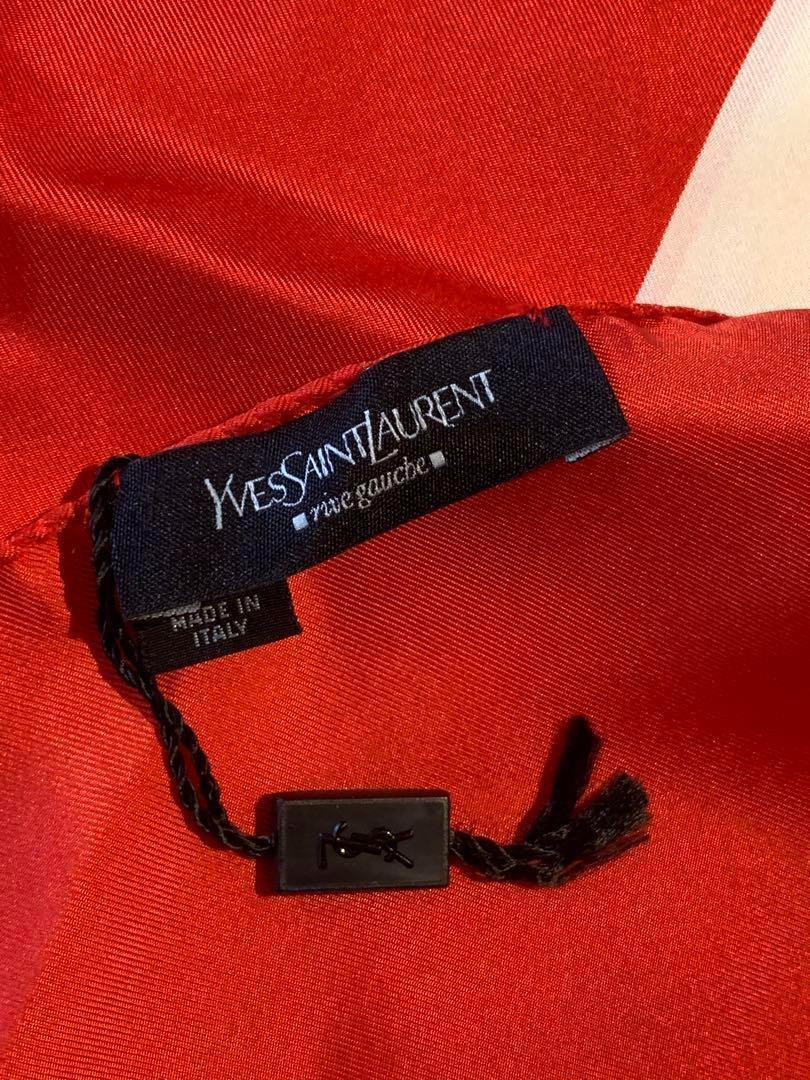 YVESSAINTLAURENT
rive gauche
MADE IN
ITALY
YSL